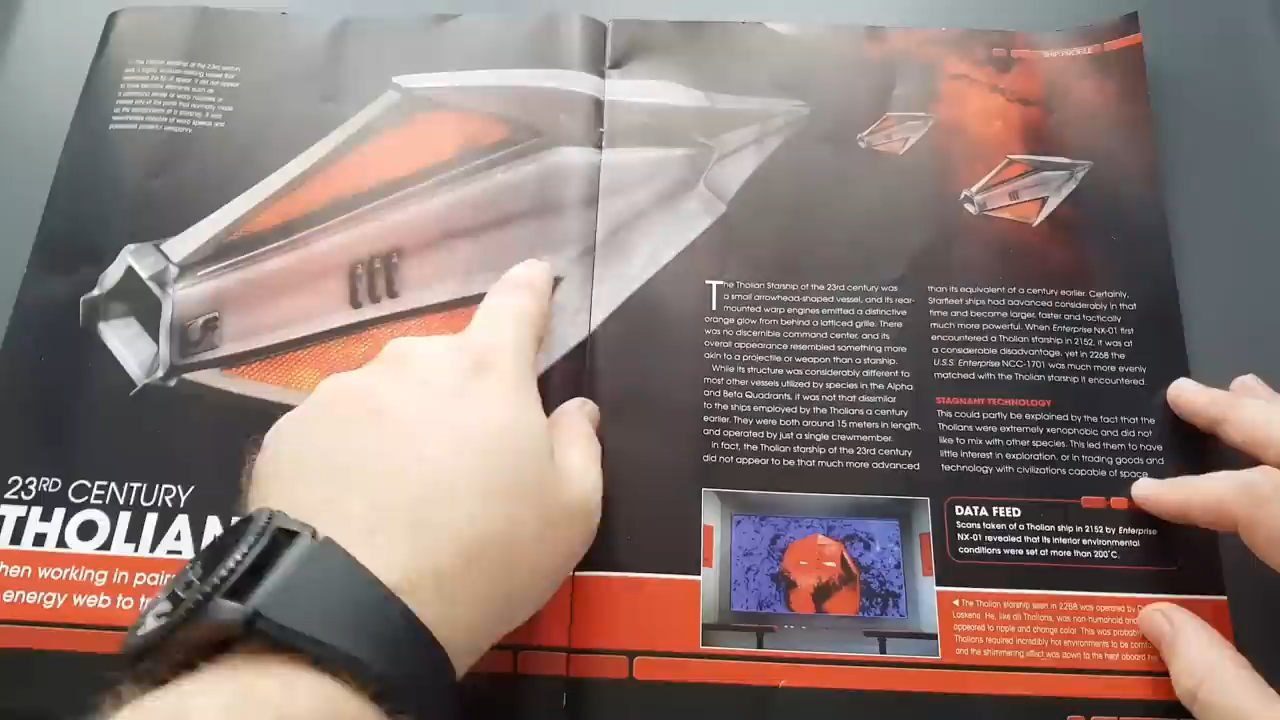 SHIP PROFILE
23RD CENTURY
THOLIAN
hen working in pair
energy web to tr
The Tholian Starship of the 23rd century was
a small arrowhead-shaped vessel, and its rear-
mounted warp engines emitted a distinctive
orange glow from behind a latticed grille. There
was no discernible command center, and its
overall appearance resembled something more
akin to a projectile or weapon than a starship.
While its structure was considerably different to
most other vessels utilized by species in the Alpha
and Beta Quadrants, it was not that dissimilar
to the ships employed by the Tholians a century
earlier. They were both around 15 meters in length,
and operated by just a single crewmember.
In fact, the Tholian starship of the 23rd century
did not appear to be that much more advanced
than its equivalent of a century earlier. Certainly,
Starfleet ships had advanced considerably in that
time and become larger, faster and tactically
much more powerful. When Enterprise NX-01 first
encountered a Tholian starship in 2152, it was at
a considerable disadvantage, yet in 2268 the
U.S.S. Enterprise NCC-1701 was much more evenly
matched with the Tholian starship it encountered.
STAGNANT TECHNOLOGY
This could partly be explained by the fact that the
Tholians were extremely xenophobic and did not
like to mix with other species. This led them to have
little interest in exploration, or in trading goods and
technology with civilizations capable of space
DATA FEED
Scans taken of a Tholian ship in 2152 by Enterprise
NX-01 revealed that its interior environmental
conditions were set at more than 200°C.
The Tholian starship seen in 2268 was operated by
Loskene. He, like all Tholians, was non-humanoid and
appeared to ripple and change color. This was probab
Tholians required incredibly hot environments to be com
and the shimmering effect was down to the heat aboard